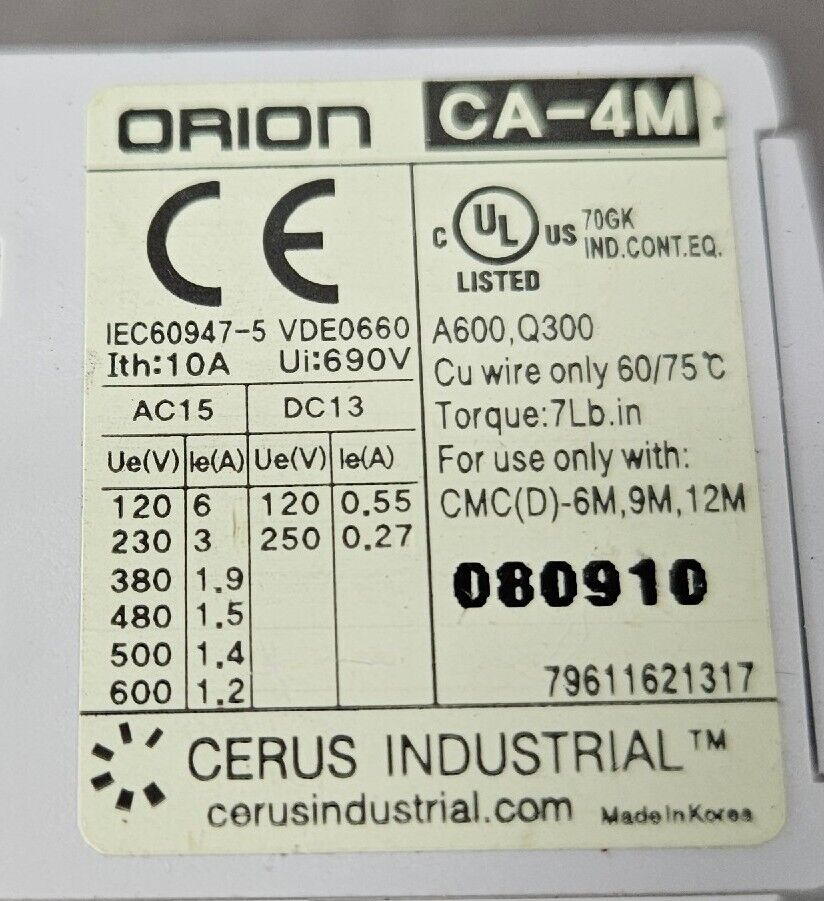 ORION CA-4M
CE
IEC60947-5 VDE0660
Ith:10A Ui:690V
AC15 DC13
Ue(V) Ie(A) Ue(V) Ie(A)
120 6 120 0.55
230 3 250 0.27
380 1.9
480 1.5
500 1.4
600 1.2
C UL US 70GK
IND.CONT.EQ.
LISTED
A600,Q300
Cu wire only 60/75℃
Torque:7Lb.in
For use only with:
CMC(D)-6M,9M,12M
080910
79611621317
CERUS INDUSTRIAL™
cerusindustrial.com Made In Korea